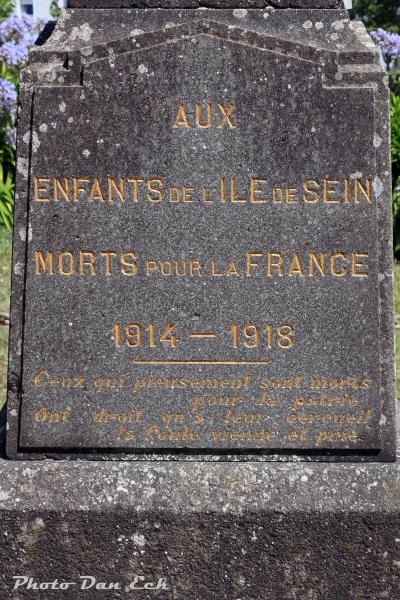 AUX
ENFANTS DE L'ILE DE SEIN
MORTS POUR LA FRANCE
1914 — 1918
Ceux qui pieusement sont morts
pour la patrie
Ont droit qu'a leur cercueil
la foule vienne et prie
Photo Dan Eck